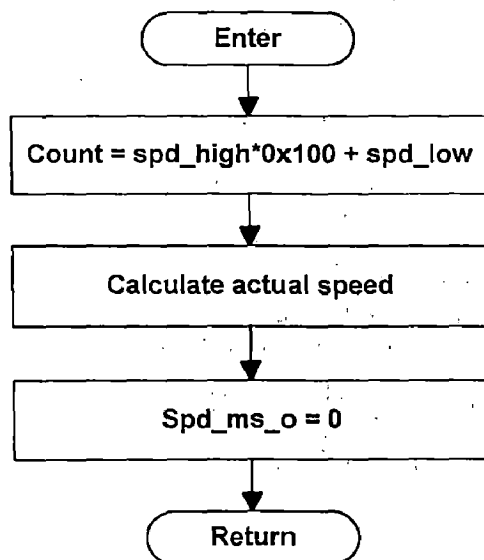 Enter
Count = spd_high*0x100 + spd_low
Calculate actual speed
Spd_ms_o = 0
Return